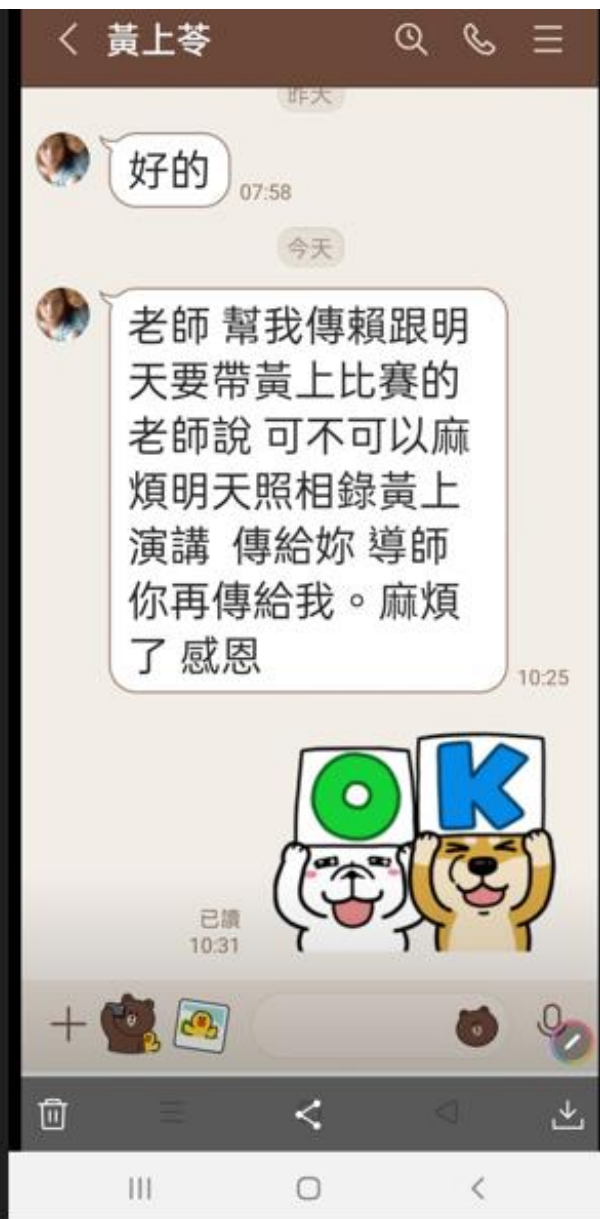 黃上苓
昨天
好的
07:58
今天
老師 幫我傳賴跟明
天要帶黃上比賽的
老師說 可不可以麻
煩明天照相錄黃上
演講 傳給妳 導師
你再傳給我。麻煩
了 感恩
10:25
OK
已讀
10:31